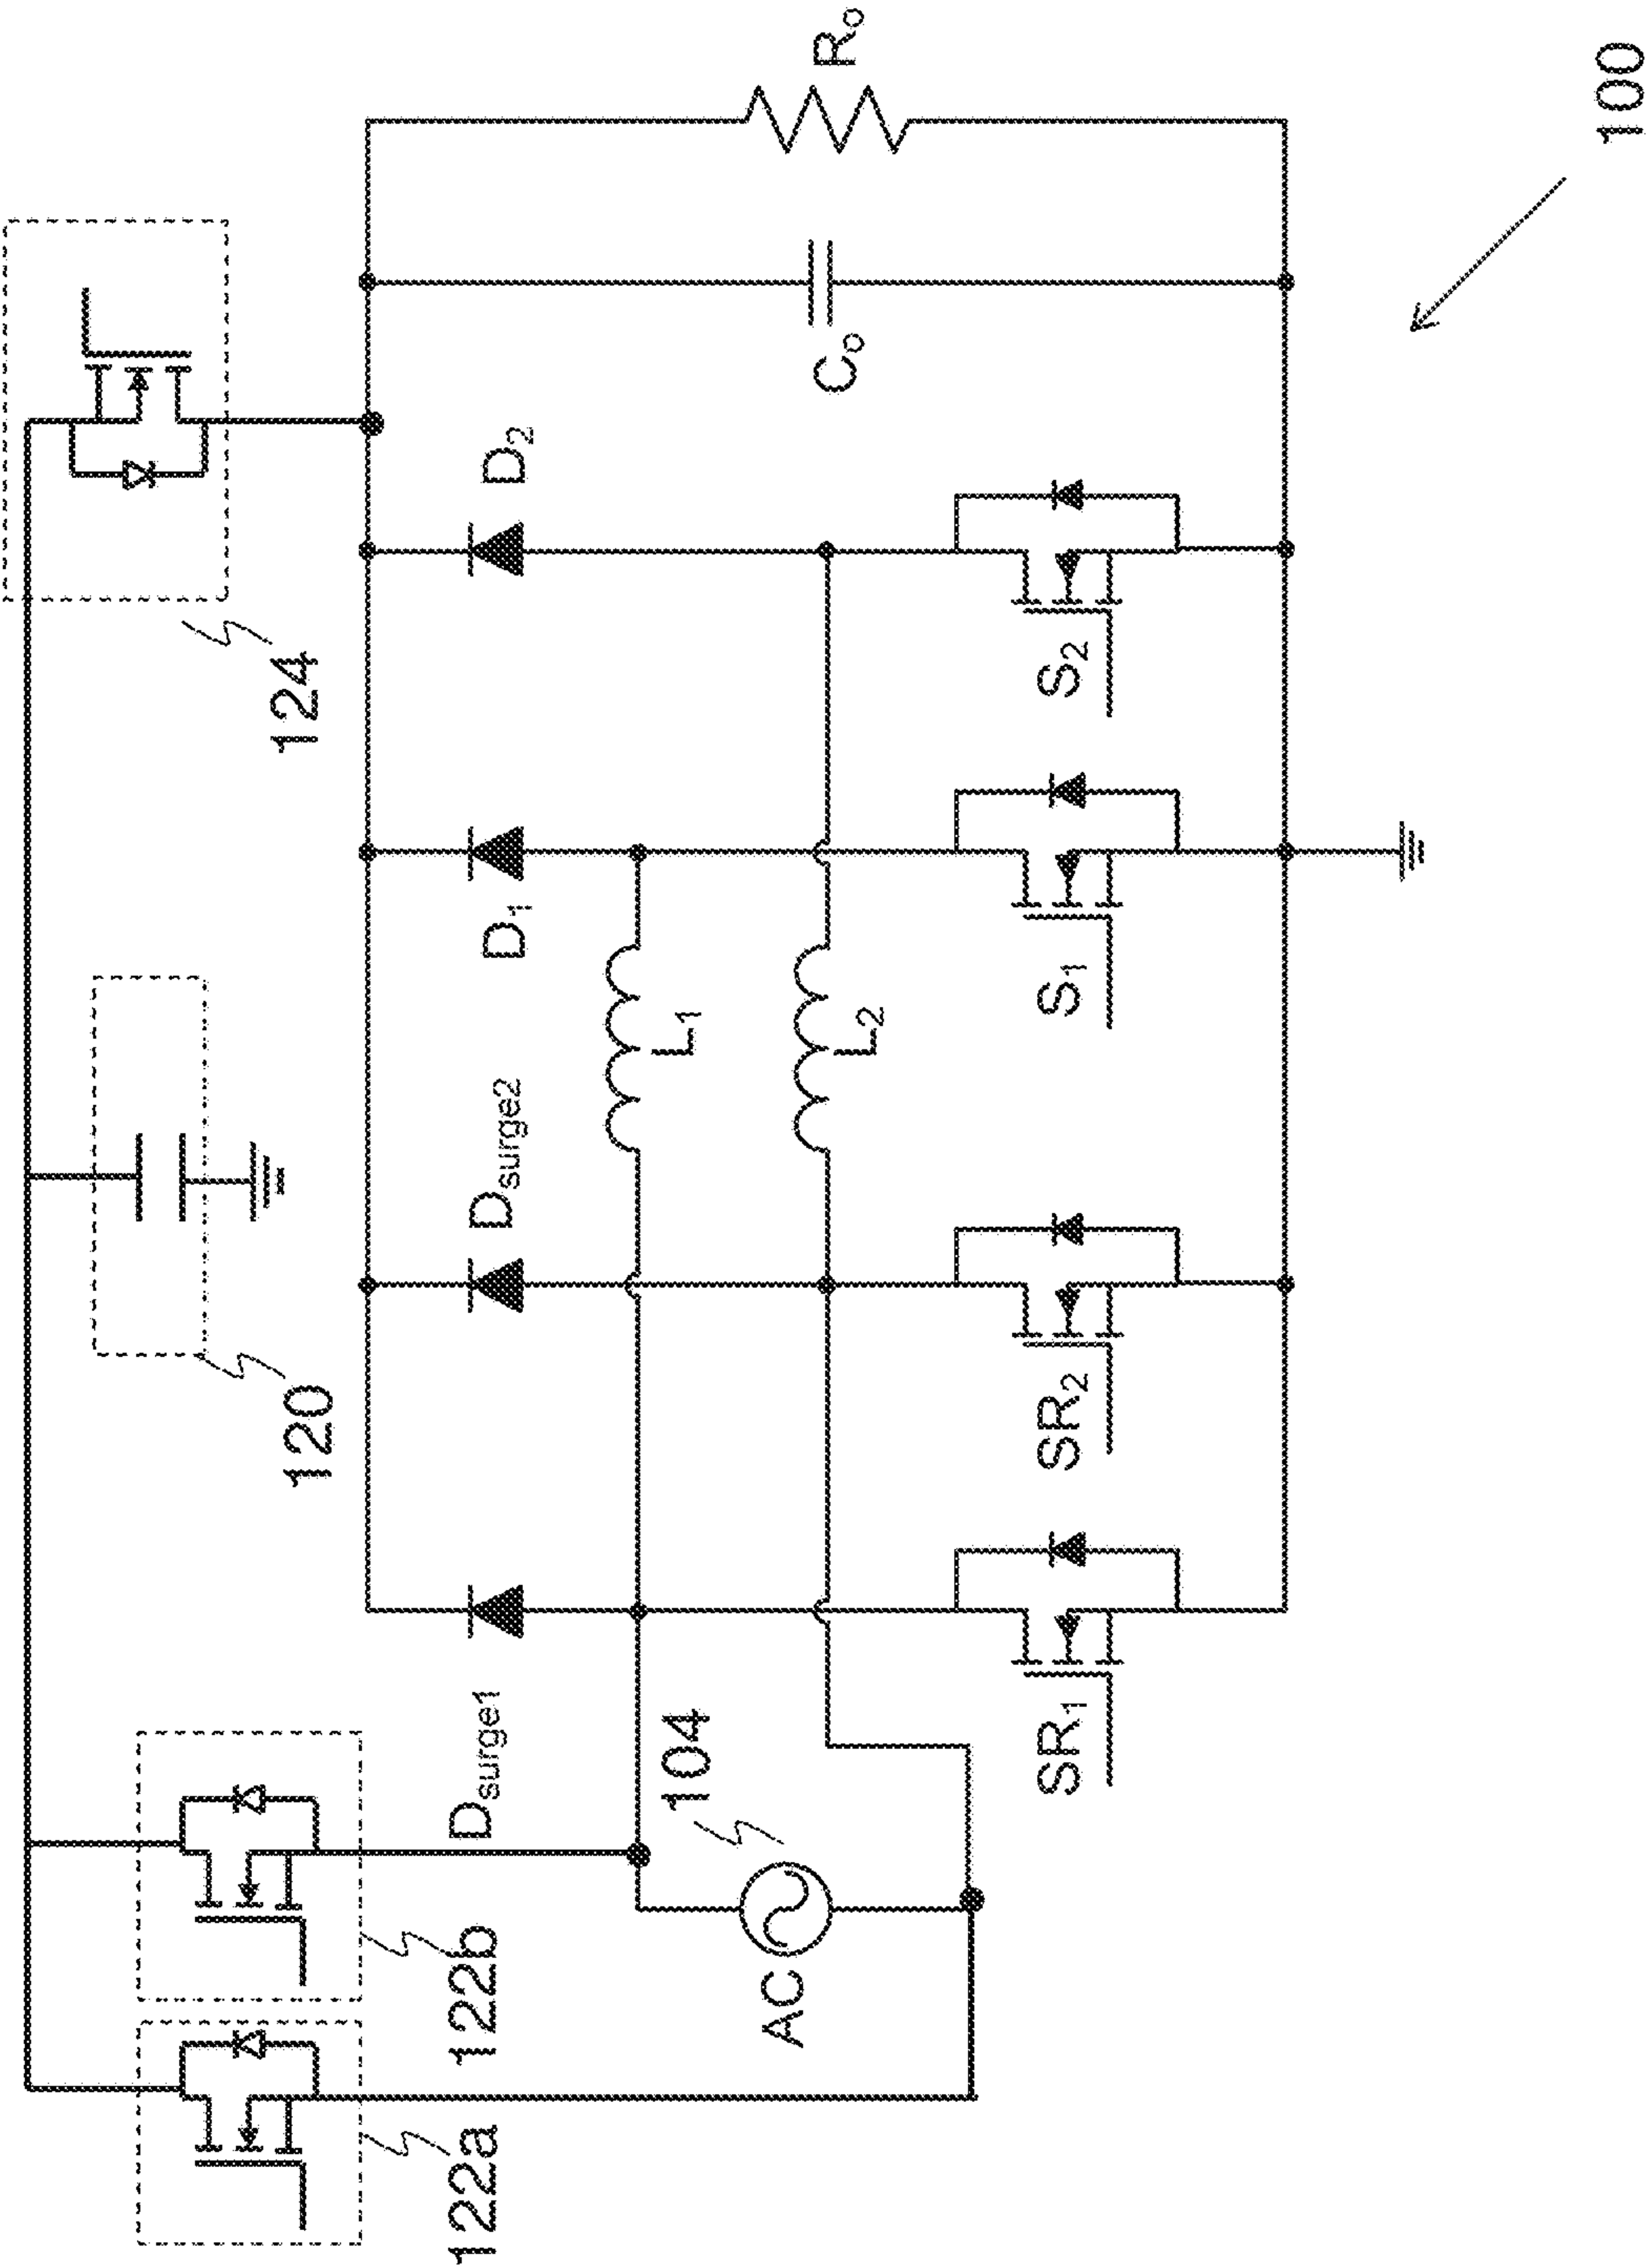 122a
122b
120
124
AC
104
Dsurge1
Dsurge2
D1
D2
L1
L2
SR1
SR2
S1
S2
Co
Ro
100